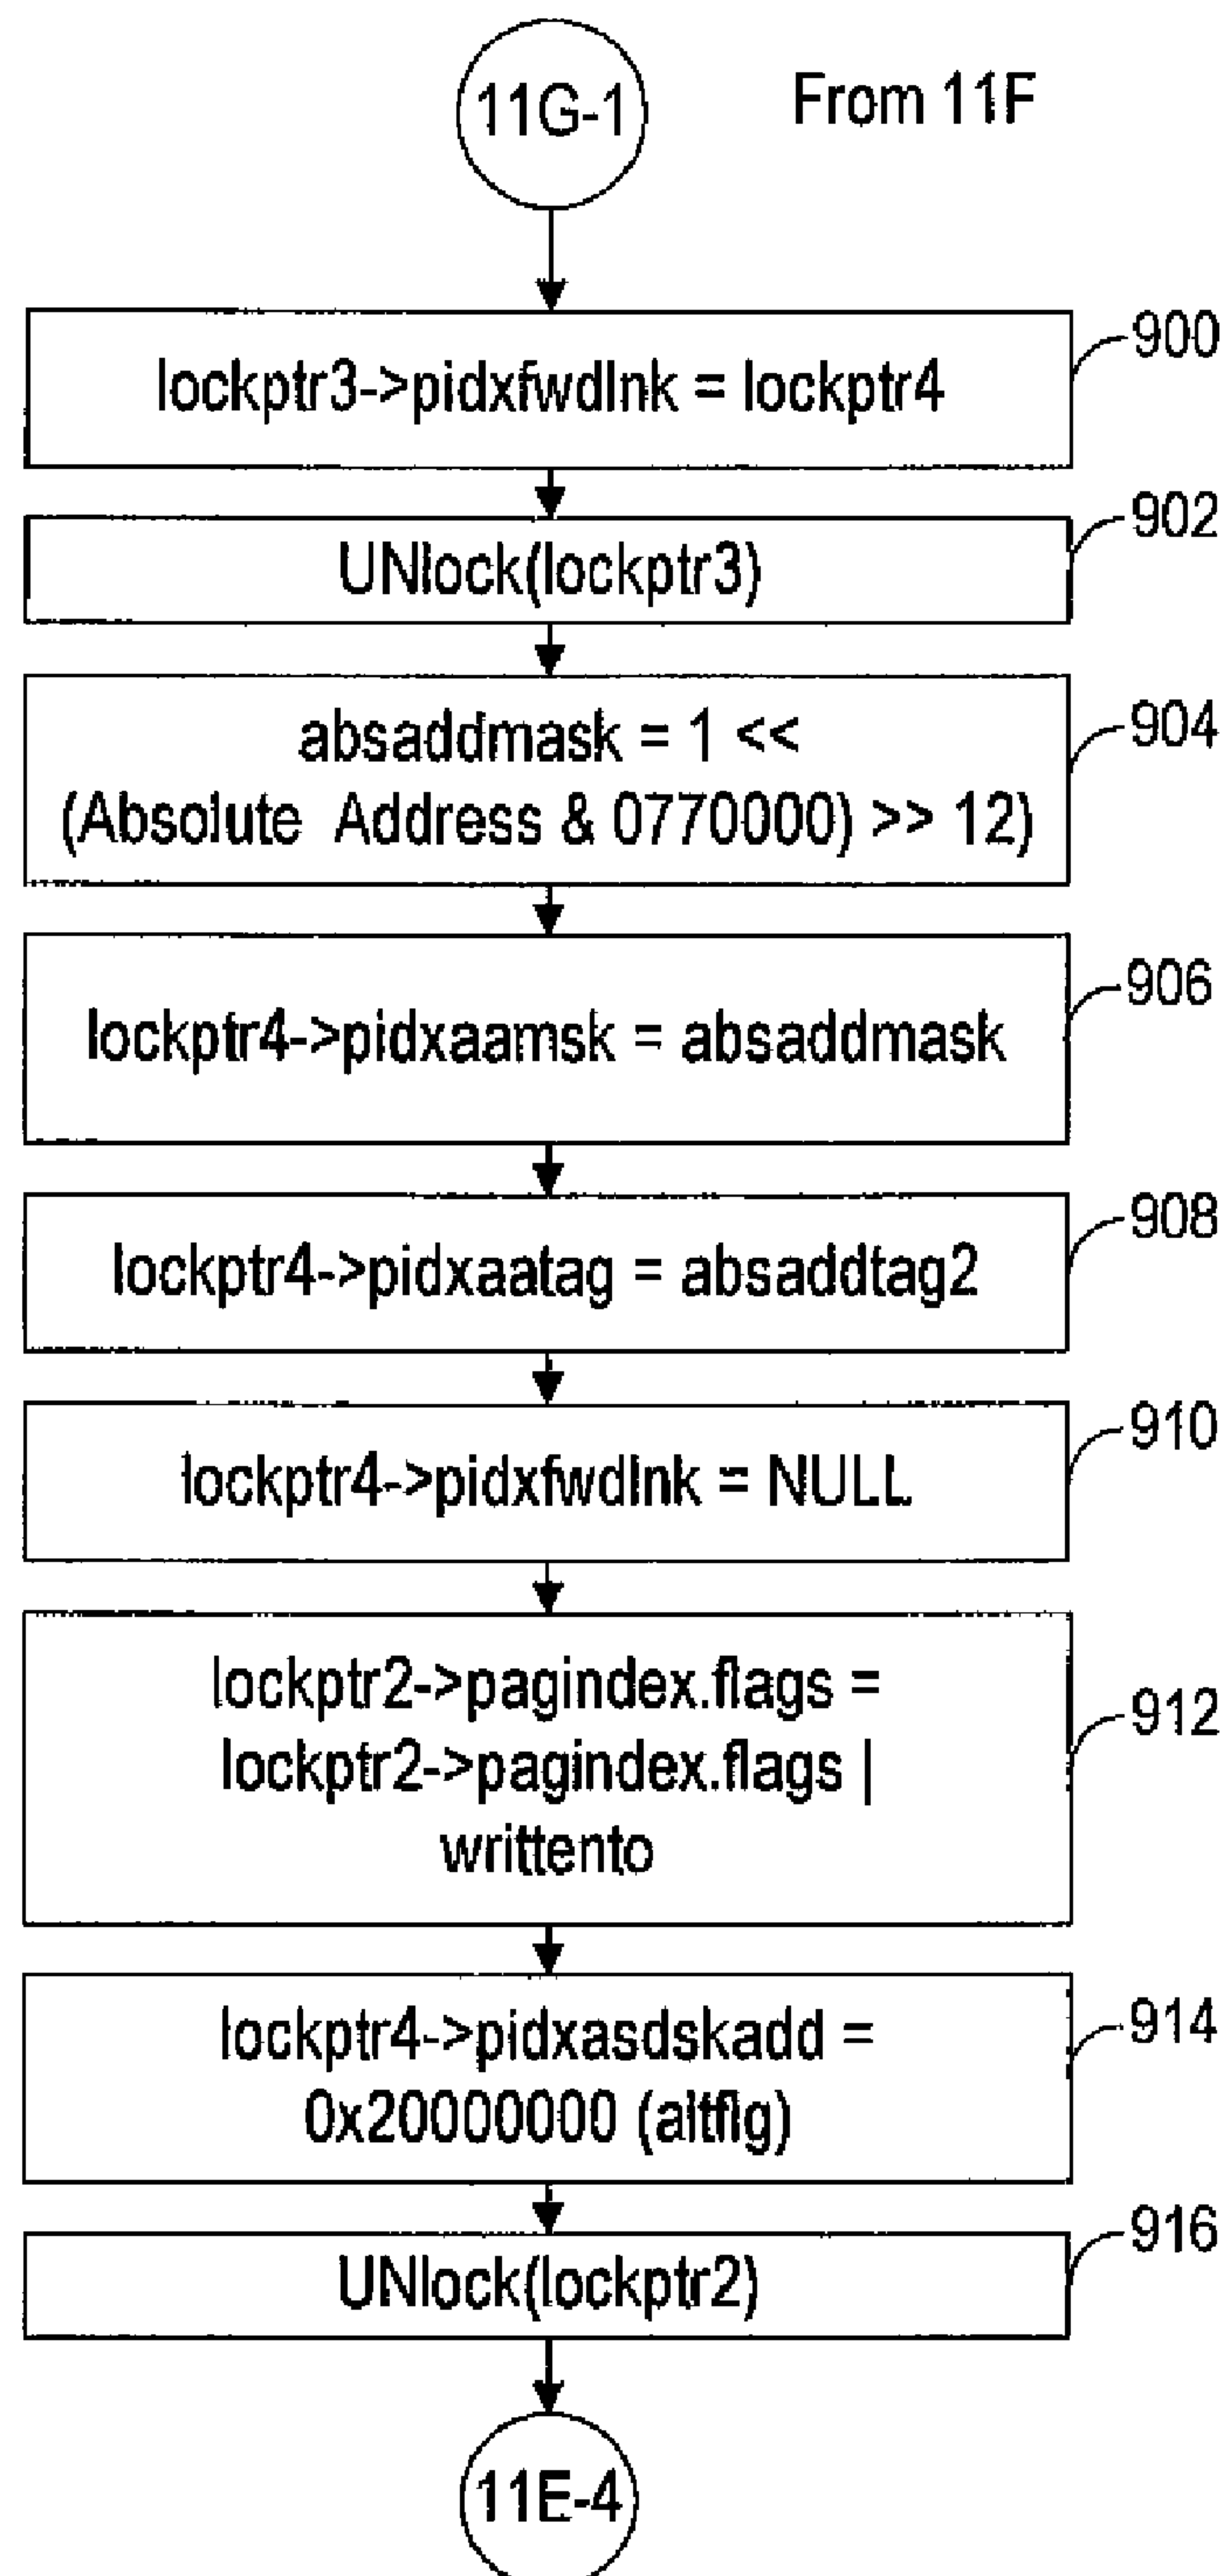 11G-1
From 11F
lockptr3->pidxfwdlnk = lockptr4
900
UNlock(lockptr3)
902
absaddmask = 1 <<
(Absolute Address & 0770000) >> 12)
904
lockptr4->pidxaamsk = absaddmask
906
lockptr4->pidxaatag = absaddtag2
908
lockptr4->pidxfwdlnk = NULL
910
lockptr2->pagindex.flags =
lockptr2->pagindex.flags |
writtento
912
lockptr4->pidxasdskadd =
0x20000000 (altflg)
914
UNlock(lockptr2)
916
11E-4